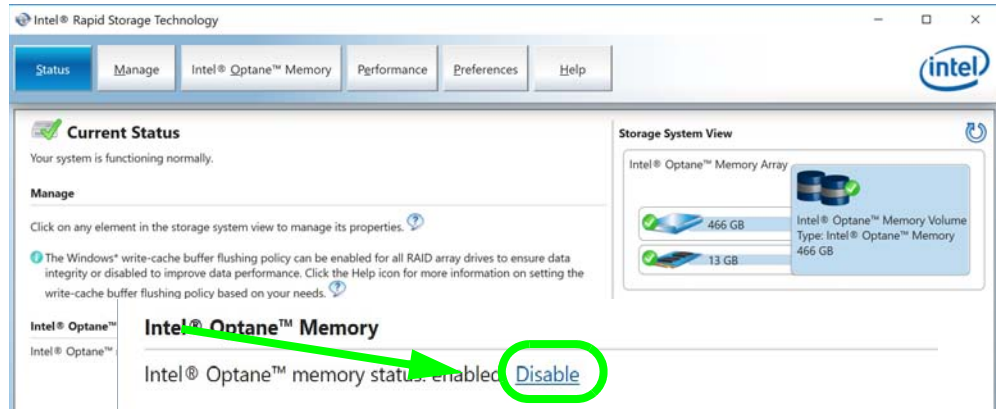 Intel® Rapid Storage Technology
Status Manage Intel® Optane™ Memory Performance Preferences Help
intel
Current Status
Your system is functioning normally.
Manage
Click on any element in the storage system view to manage its properties.
The Windows* write-cache buffer flushing policy can be enabled for all RAID array drives to ensure data
integrity or disabled to improve data performance. Click the Help icon for more information on setting the
write-cache buffer flushing policy based on your needs.
Intel® Optane™
Intel® Optane™
Storage System View
Intel® Optane™ Memory Array
466 GB
13 GB
Intel® Optane™ Memory Volume
Type: Intel® Optane™ Memory
466 GB
Intel® Optane™ Memory
Intel® Optane™ memory status: enabled Disable